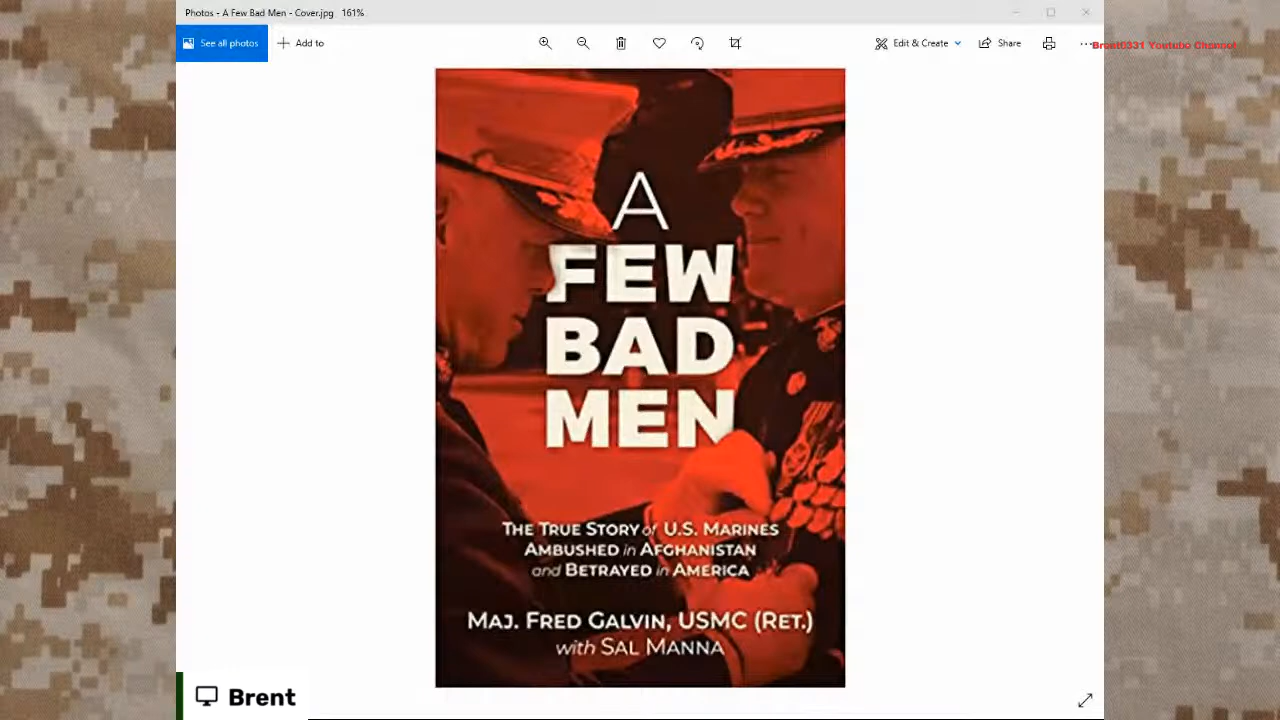 Photos - A Few Bad Men - Cover.jpg 161%
See all photos
Add to
Edit & Create
Share
Brent0331 Youtube Channel
A
FEW
BAD
MEN
THE TRUE STORY of U.S. MARINES
AMBUSHED in AFGHANISTAN
and BETRAYED in AMERICA
MAJ. FRED GALVIN, USMC (RET.)
with SAL MANNA
Brent